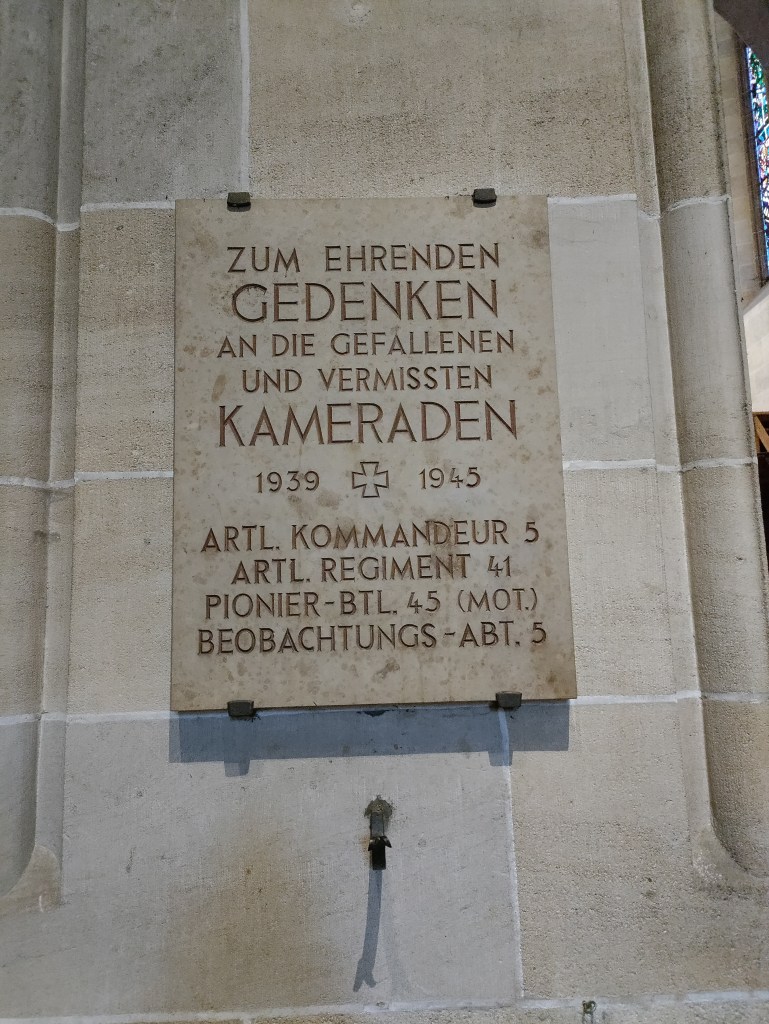 ZUM EHRENDEN
GEDENKEN
AN DIE GEFALLENEN
UND VERMISSTEN
KAMERADEN
1939 1945
ARTL. KOMMANDEUR 5
ARTL. REGIMENT 41
PIONIER-BTL. 45 (MOT.)
BEOBACHTUNGS-ABT. 5